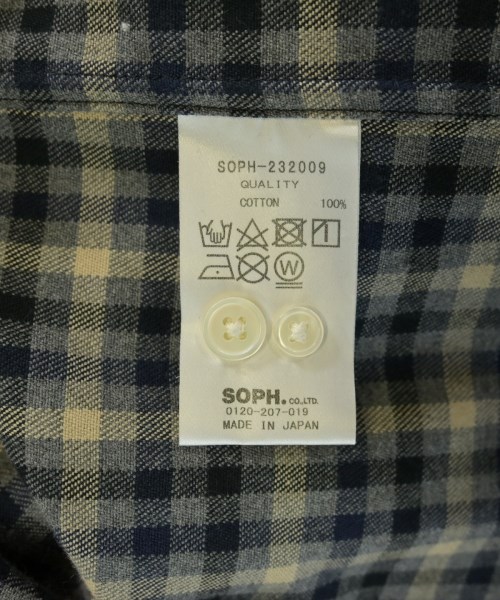 SOPH-232009
QUALITY
COTTON 100%
W
SOPH. CO.,LTD.
0120-207-019
MADE IN JAPAN